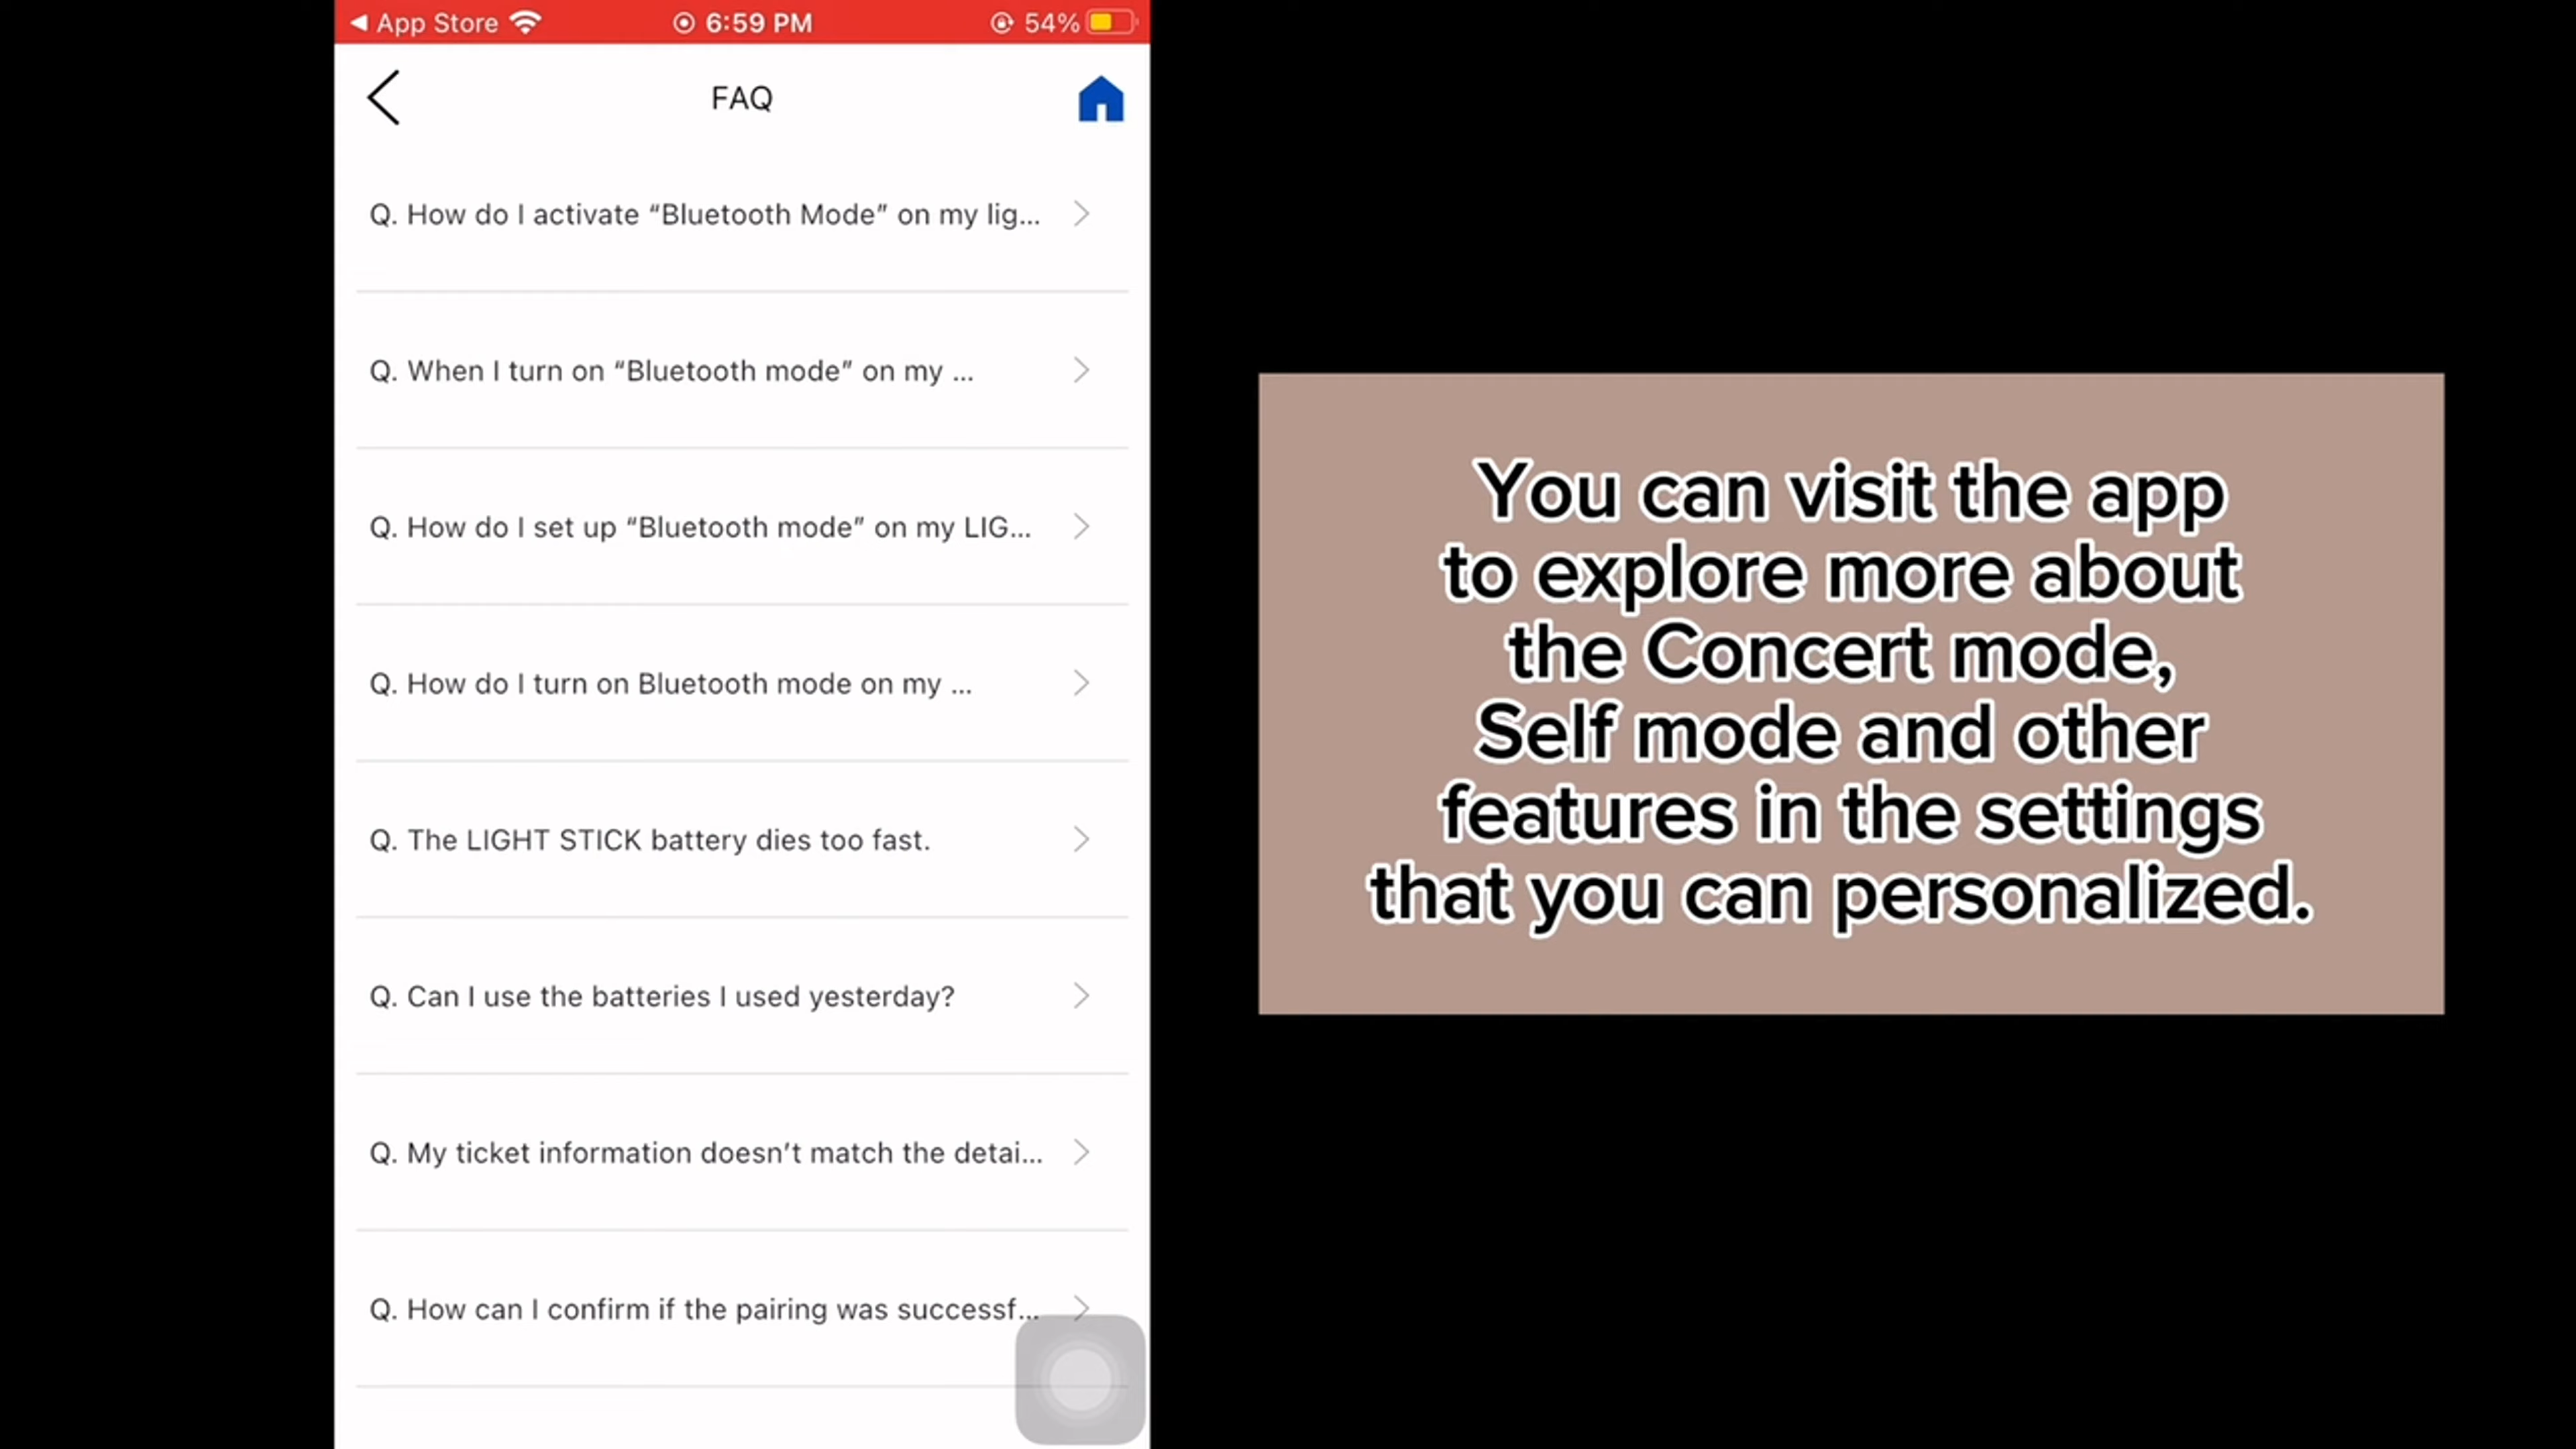 App Store 6:59 PM 54%
FAQ
Q. How do I activate “Bluetooth Mode” on my lig...
Q. When I turn on “Bluetooth mode” on my ...
Q. How do I set up “Bluetooth mode” on my LIG...
Q. How do I turn on Bluetooth mode on my ...
Q. The LIGHT STICK battery dies too fast.
Q. Can I use the batteries I used yesterday?
Q. My ticket information doesn’t match the detai...
Q. How can I confirm if the pairing was successf...
You can visit the app
to explore more about
the Concert mode,
Self mode and other
features in the settings
that you can personalized.